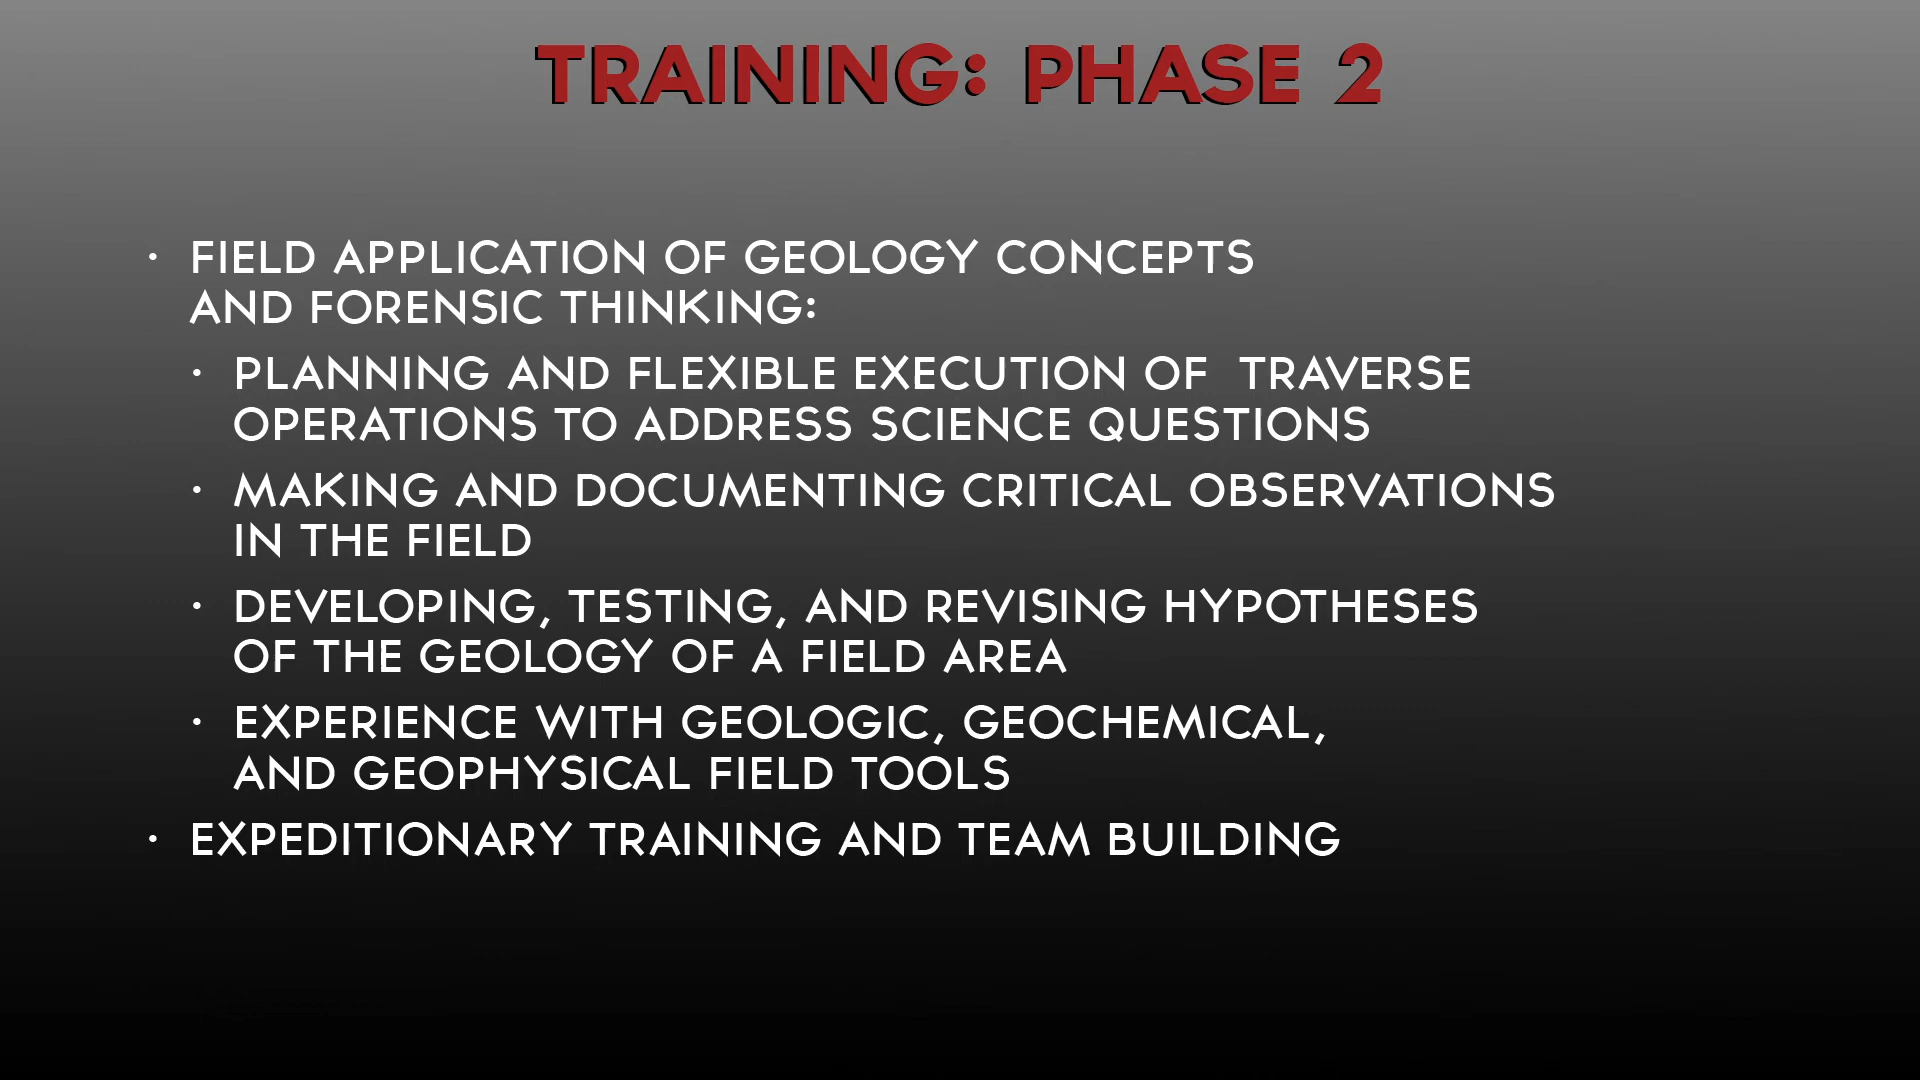 TRAINING: PHASE 2
• FIELD APPLICATION OF GEOLOGY CONCEPTS
AND FORENSIC THINKING:
• PLANNING AND FLEXIBLE EXECUTION OF  TRAVERSE
OPERATIONS TO ADDRESS SCIENCE QUESTIONS
• MAKING AND DOCUMENTING CRITICAL OBSERVATIONS
IN THE FIELD
• DEVELOPING, TESTING, AND REVISING HYPOTHESES
OF THE GEOLOGY OF A FIELD AREA
• EXPERIENCE WITH GEOLOGIC, GEOCHEMICAL,
AND GEOPHYSICAL FIELD TOOLS
• EXPEDITIONARY TRAINING AND TEAM BUILDING